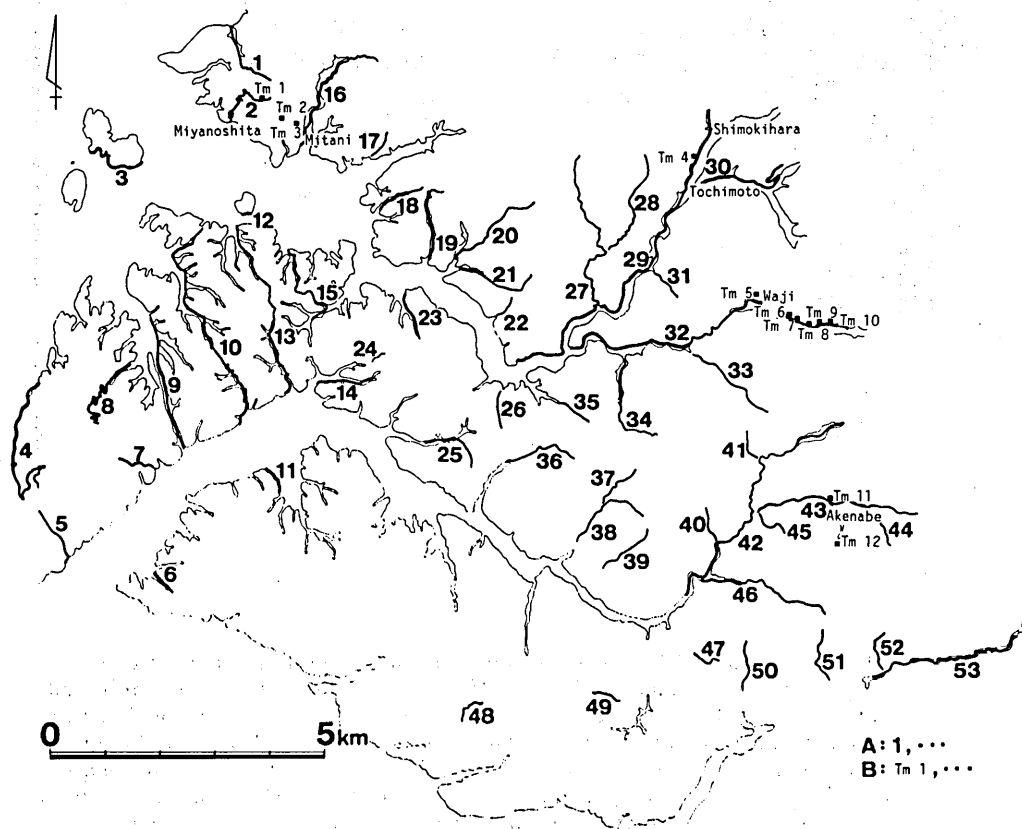 1
Tm 1
2
Tm 2
16
Miyanoshita
Tm 3
Mitani
17
3
Shimokihara
Tm 4
30
Tochimoto
18
28
12
19
20
29
31
21
15
27
Tm 5 Waji
Tm 6
Tm 9
Tm 7
Tm 10
Tm 8
23
22
10
13
32
24
33
9
14
8
26
35
34
4
7
25
41
36
11
37
Tm 11
43
Akenabe
44
5
38
40
42
45
Tm 12
39
6
46
47
50
51
52
53
48
49
0
5km
A: 1, ...
B: Tm 1, ...